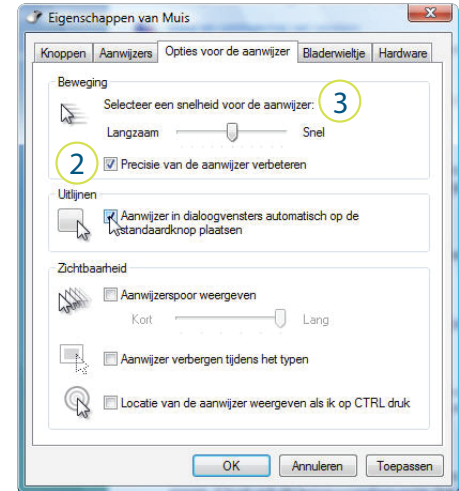 Eigenschappen van Muis
Knoppen Aanwijzers Opties voor de aanwijzer Bladerwieltje Hardware
Beweging
Selecteer een snelheid voor de aanwijzer: 3
Langzaam Snel
2 Precisie van de aanwijzer verbeteren
Uitlijnen
Aanwijzer in dialoogvensters automatisch op de
standaardknop plaatsen
Zichtbaarheid
Aanwijzerspoor weergeven
Kort Lang
Aanwijzer verbergen tijdens het typen
Locatie van de aanwijzer weergeven als ik op CTRL druk
OK Annuleren Toepassen